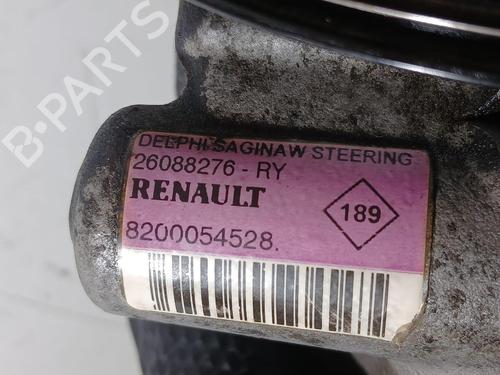 B-PARTS
DELPHI-SAGINAW STEERING
26088276 - RY
RENAULT
189
8200054528.